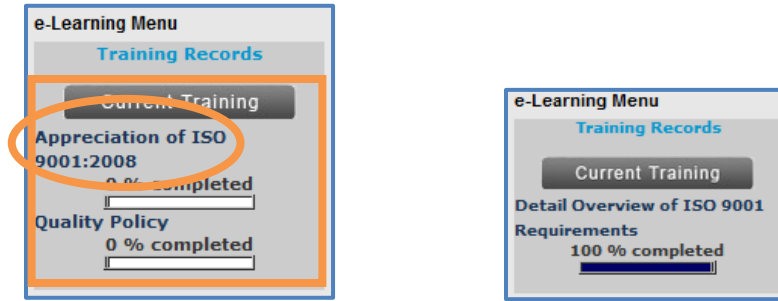 e-Learning Menu
Training Records
Current Training
Appreciation of ISO
9001:2008
0 % completed
Quality Policy
0 % completed
e-Learning Menu
Training Records
Current Training
Detail Overview of ISO 9001
Requirements
100 % completed